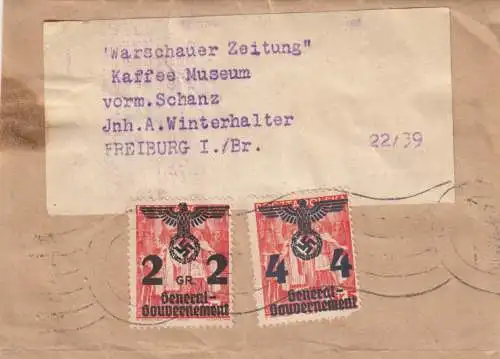 "Warschauer Zeitung"
Kaffee Museum
vorm.Schanz
Jnh.A.Winterhalter
FREIBURG I./Br.
22/39
2 GR. 2
General-
Gouvernement
4 4
General-
Gouvernement